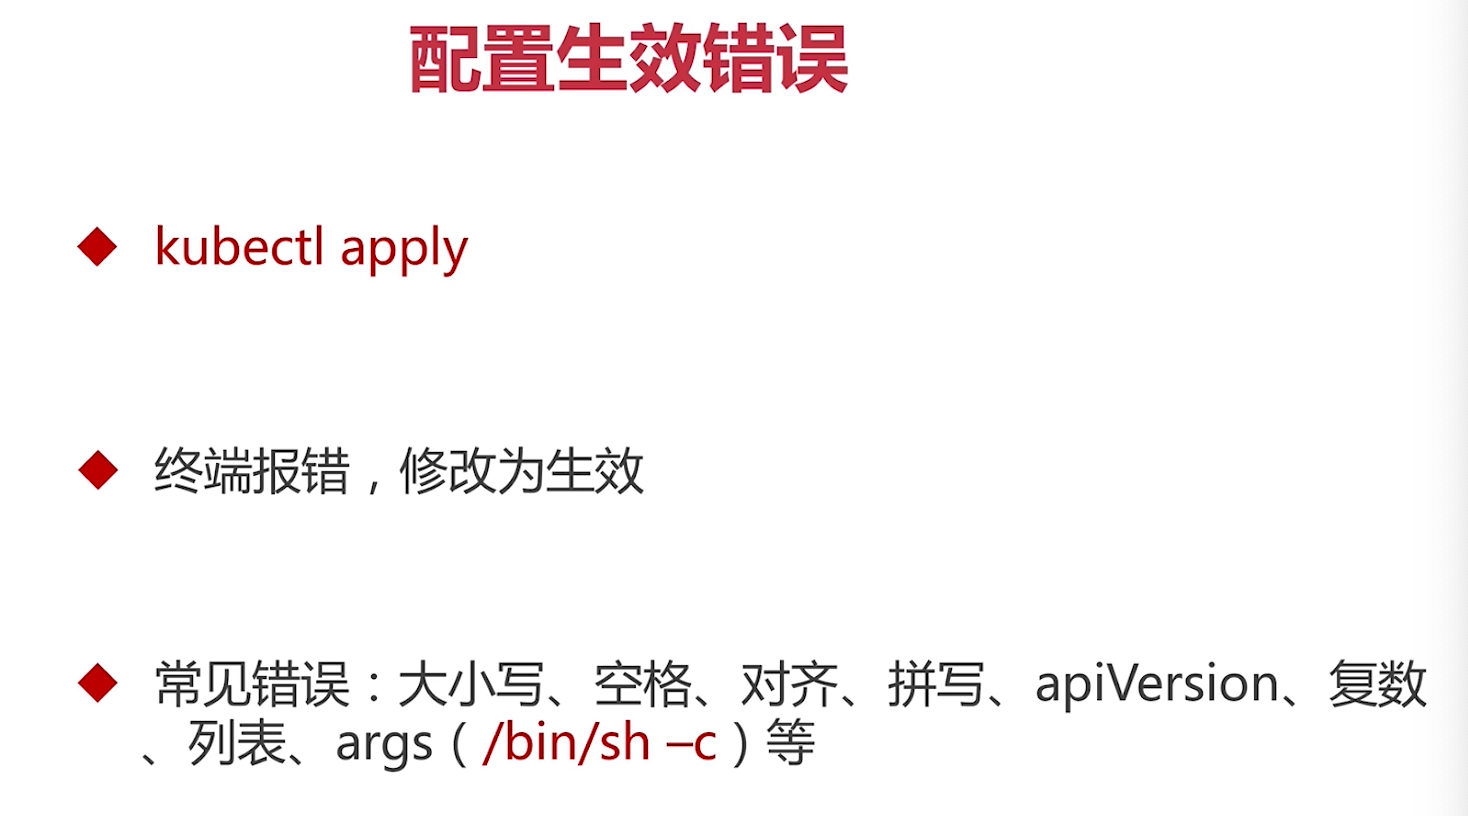 配置生效错误
kubectl apply
终端报错，修改为生效
常见错误：大小写、空格、对齐、拼写、apiVersion、复数
、列表、args（/bin/sh –c）等